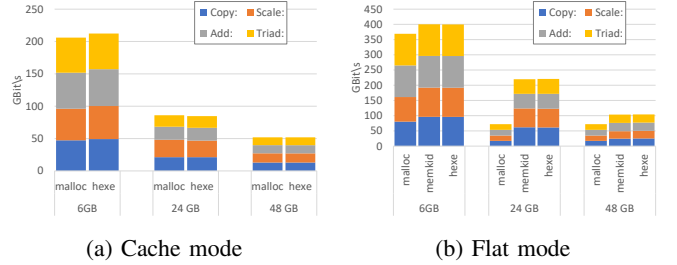 250
200
150
100
50
0
GBit\s
Copy: Scale:
Add: Triad:
malloc hexe malloc hexe malloc hexe
6GB 24 GB 48 GB
(a) Cache mode
450
400
350
300
250
200
150
100
50
0
GBit\s
Copy: Scale:
Add: Triad:
malloc memkid hexe malloc memkid hexe malloc memkid hexe
6GB 24 GB 48 GB
(b) Flat mode